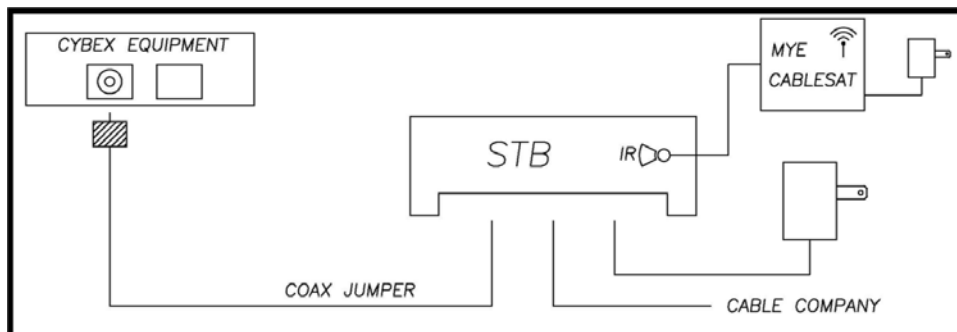 CYBEX EQUIPMENT
MYE
CABLESAT
STB
IR
COAX JUMPER
CABLE COMPANY